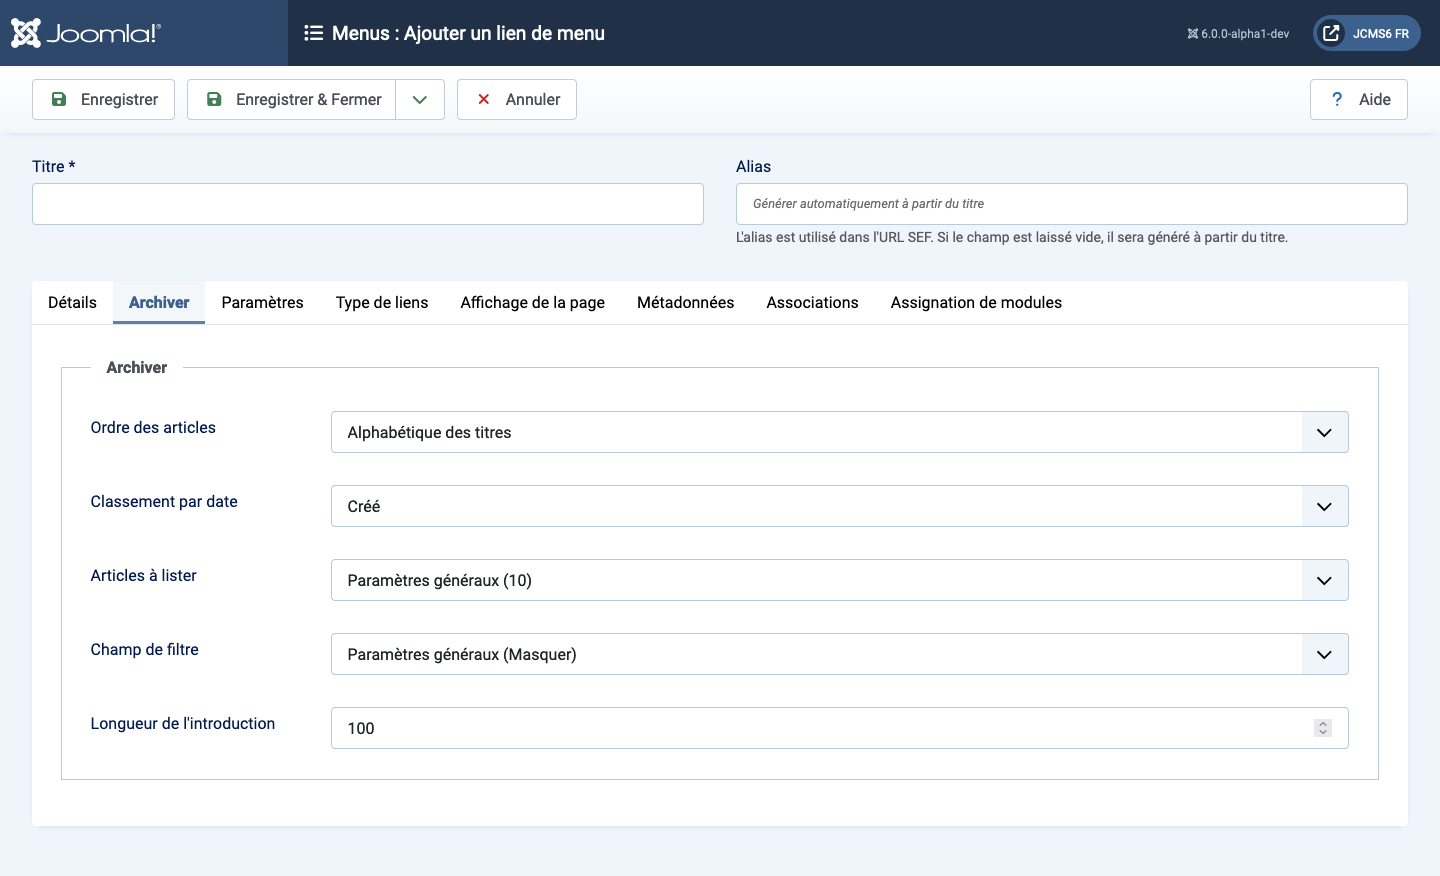 Joomla!®
Menus : Ajouter un lien de menu
6.0.0-alpha1-dev
JCMS6 FR
Enregistrer
Enregistrer & Fermer
Annuler
? Aide
Titre *
Alias
Générer automatiquement à partir du titre
L'alias est utilisé dans l'URL SEF. Si le champ est laissé vide, il sera généré à partir du titre.
Détails Archiver Paramètres Type de liens Affichage de la page Métadonnées Associations Assignation de modules
Archiver
Ordre des articles
Alphabétique des titres
Classement par date
Créé
Articles à lister
Paramètres généraux (10)
Champ de filtre
Paramètres généraux (Masquer)
Longueur de l'introduction
100